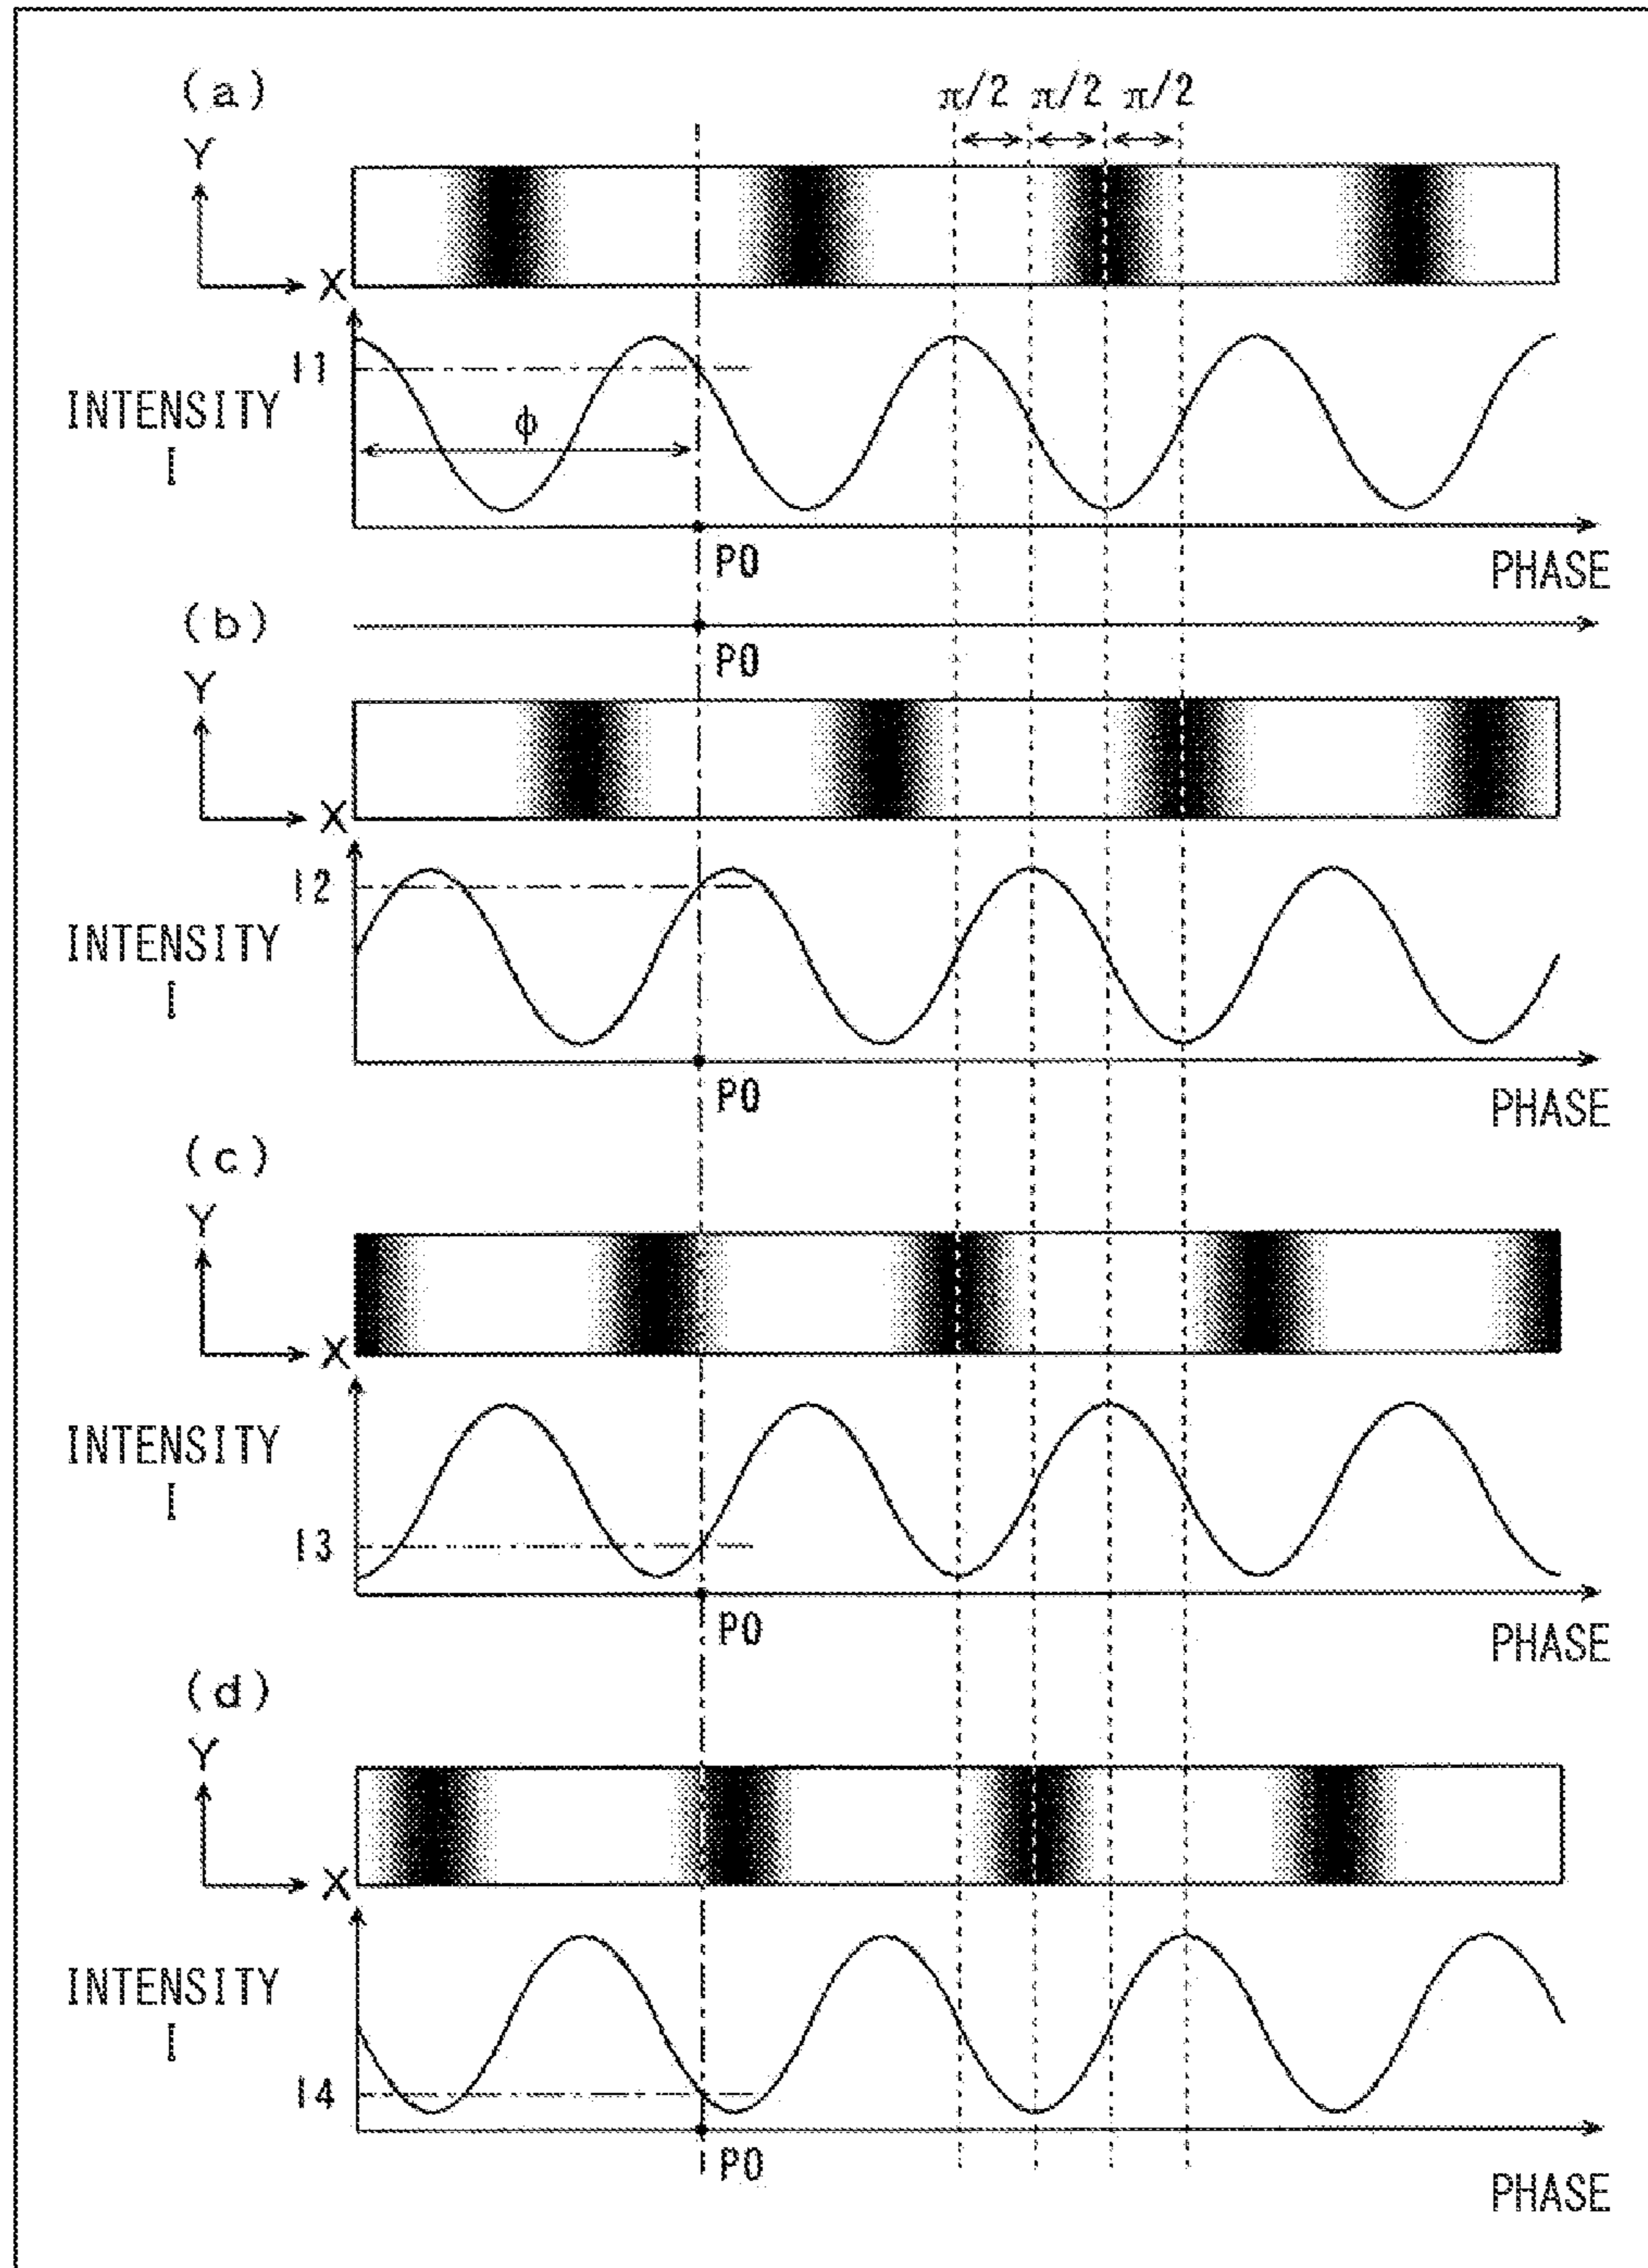 (a)
π/2 π/2 π/2
Y
X
I1
INTENSITY
I
ϕ
P0
PHASE
(b)
P0
Y
X
I2
INTENSITY
I
P0
PHASE
(c)
Y
X
INTENSITY
I
I3
P0
PHASE
(d)
Y
X
INTENSITY
I
I4
P0
PHASE